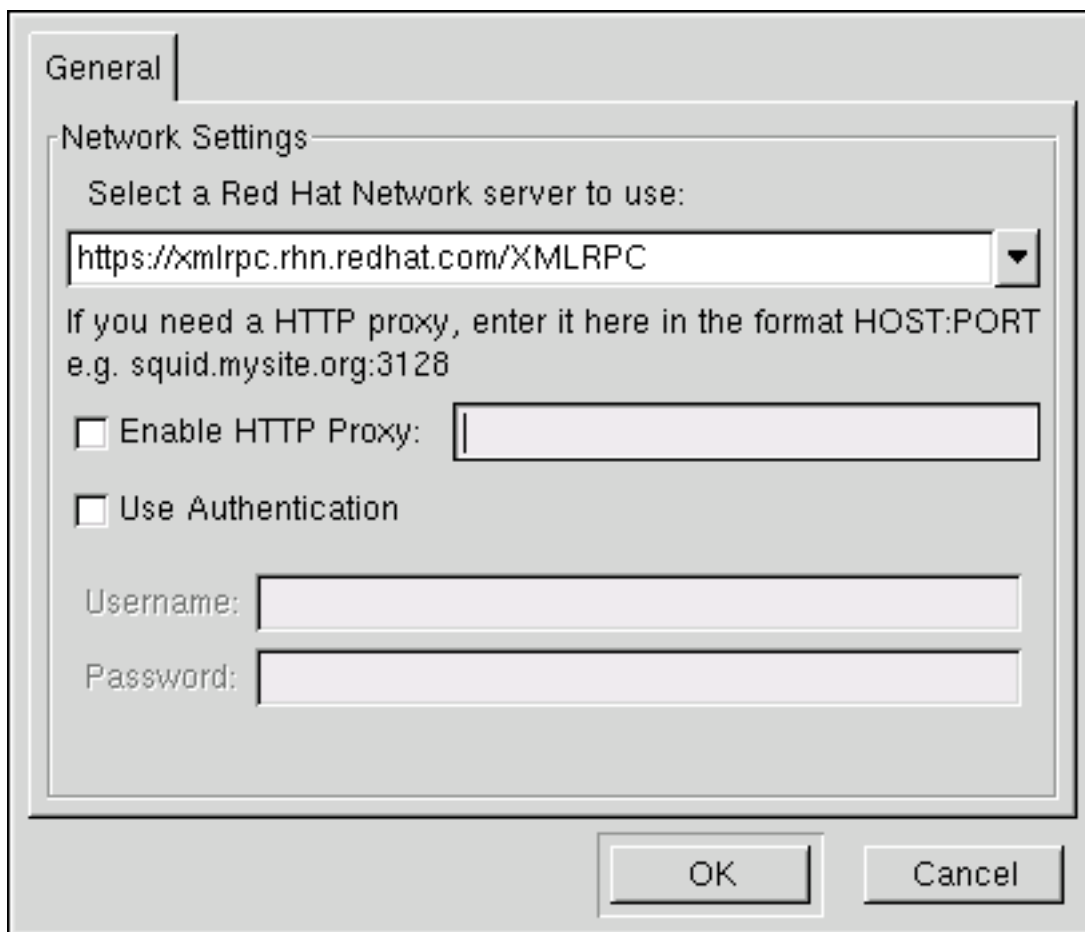 General
Network Settings
Select a Red Hat Network server to use:
https://xmlrpc.rhn.redhat.com/XMLRPC
If you need a HTTP proxy, enter it here in the format HOST:PORT
e.g. squid.mysite.org:3128
Enable HTTP Proxy:
Use Authentication
Username:
Password:
OK
Cancel